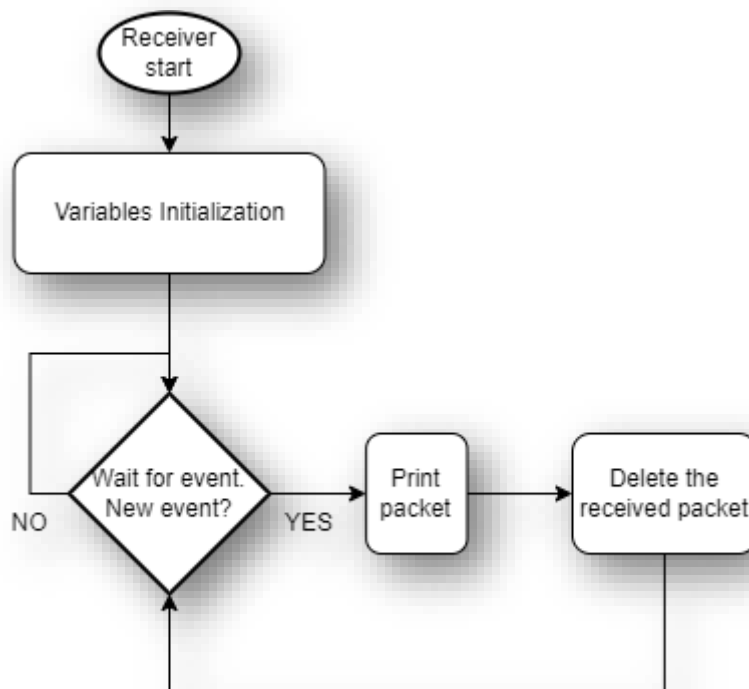 Receiver
start
Variables Initialization
Wait for event.
New event?
NO
YES
Print
packet
Delete the
received packet